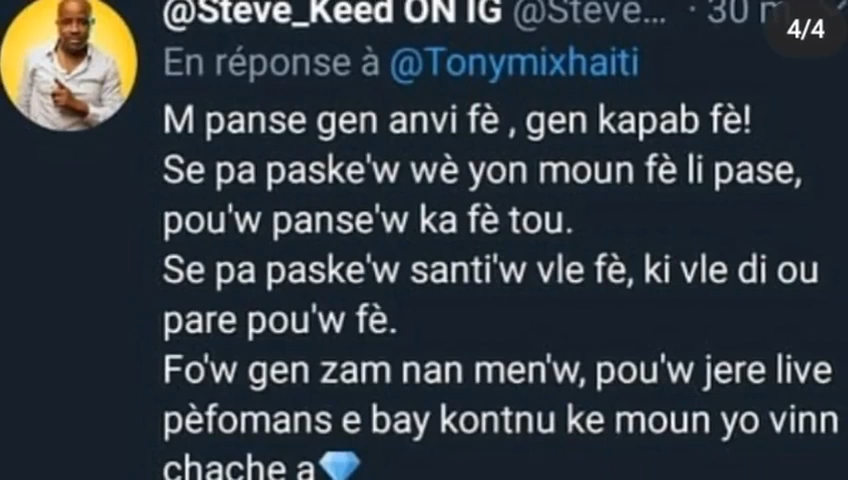 @Steve_Keed ON IG @Steve... · 30 m
4/4
En réponse à @Tonymixhaiti
M panse gen anvi fè , gen kapab fè!
Se pa paske'w wè yon moun fè li pase,
pou'w panse'w ka fè tou.
Se pa paske'w santi'w vle fè, ki vle di ou
pare pou'w fè.
Fo'w gen zam nan men'w, pou'w jere live
pèfomans e bay kontnu ke moun yo vinn
chache a💎